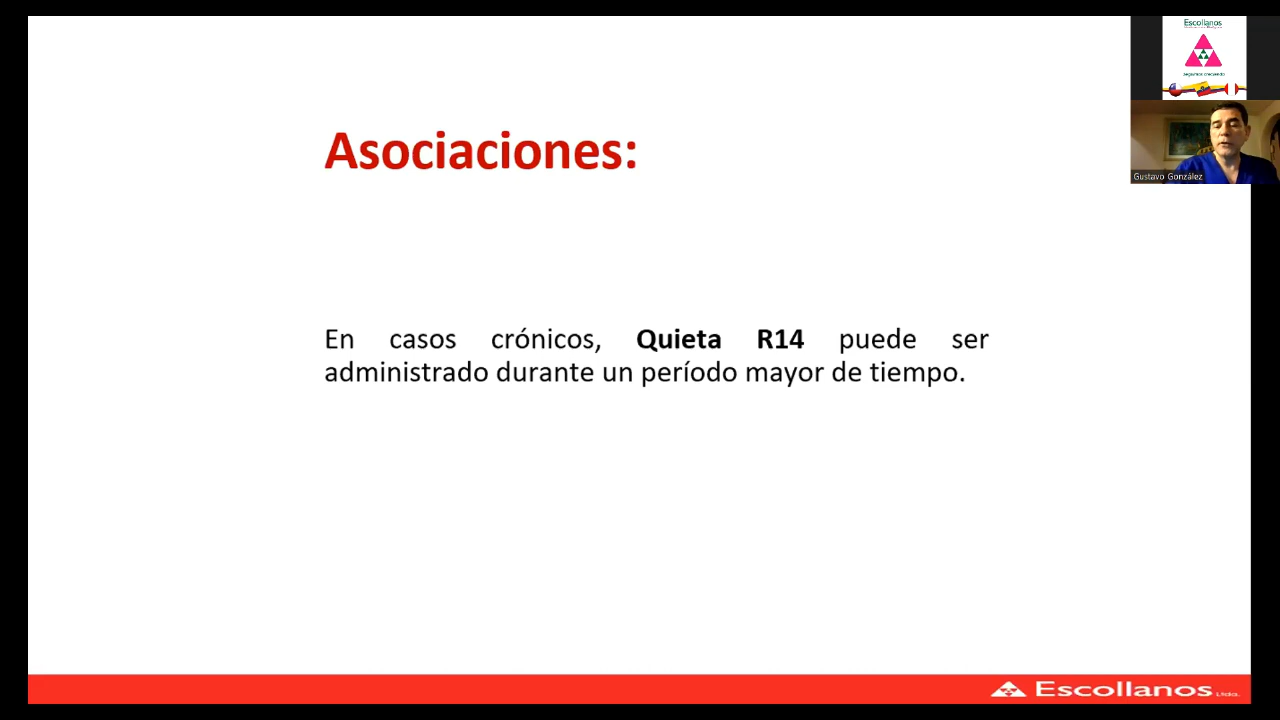 Escollanos
Asociaciones:
Gustavo González
En casos crónicos, Quieta R14 puede ser
administrado durante un período mayor de tiempo.
Escollanos Ltda.